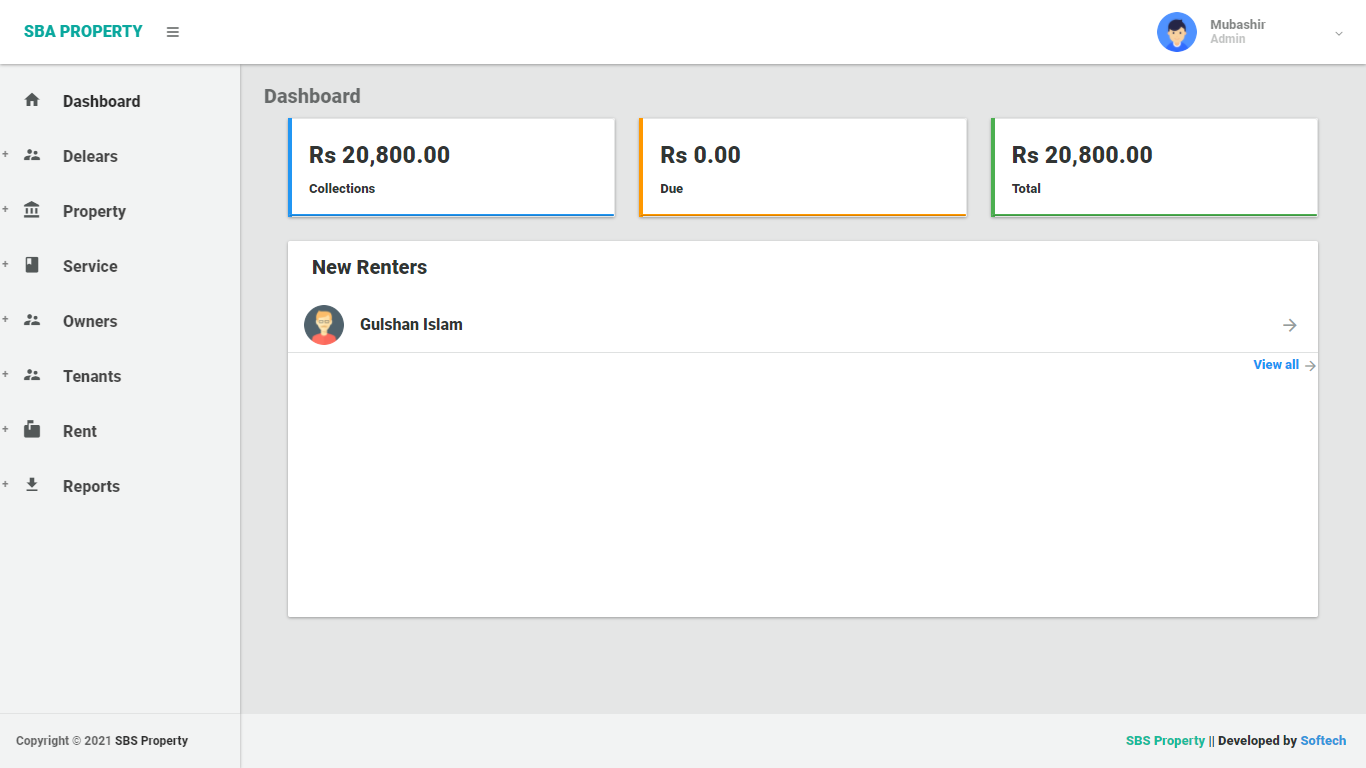 SBA PROPERTY
Mubashir
Admin
Dashboard
+ Delears
+ Property
+ Service
+ Owners
+ Tenants
+ Rent
+ Reports
Dashboard
Rs 20,800.00
Collections
Rs 0.00
Due
Rs 20,800.00
Total
New Renters
Gulshan Islam
View all
Copyright © 2021 SBS Property
SBS Property || Developed by Softech